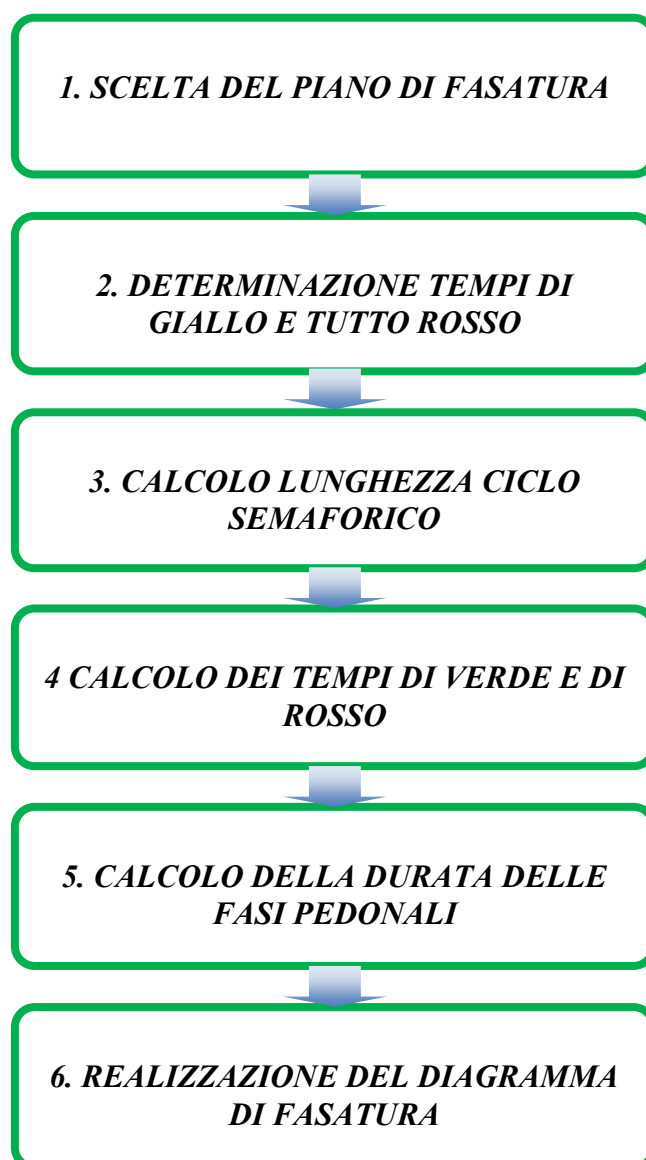 1. SCELTA DEL PIANO DI FASATURA
2. DETERMINAZIONE TEMPI DI
GIALLO E TUTTO ROSSO
3. CALCOLO LUNGHEZZA CICLO
SEMAFORICO
4 CALCOLO DEI TEMPI DI VERDE E DI
ROSSO
5. CALCOLO DELLA DURATA DELLE
FASI PEDONALI
6. REALIZZAZIONE DEL DIAGRAMMA
DI FASATURA